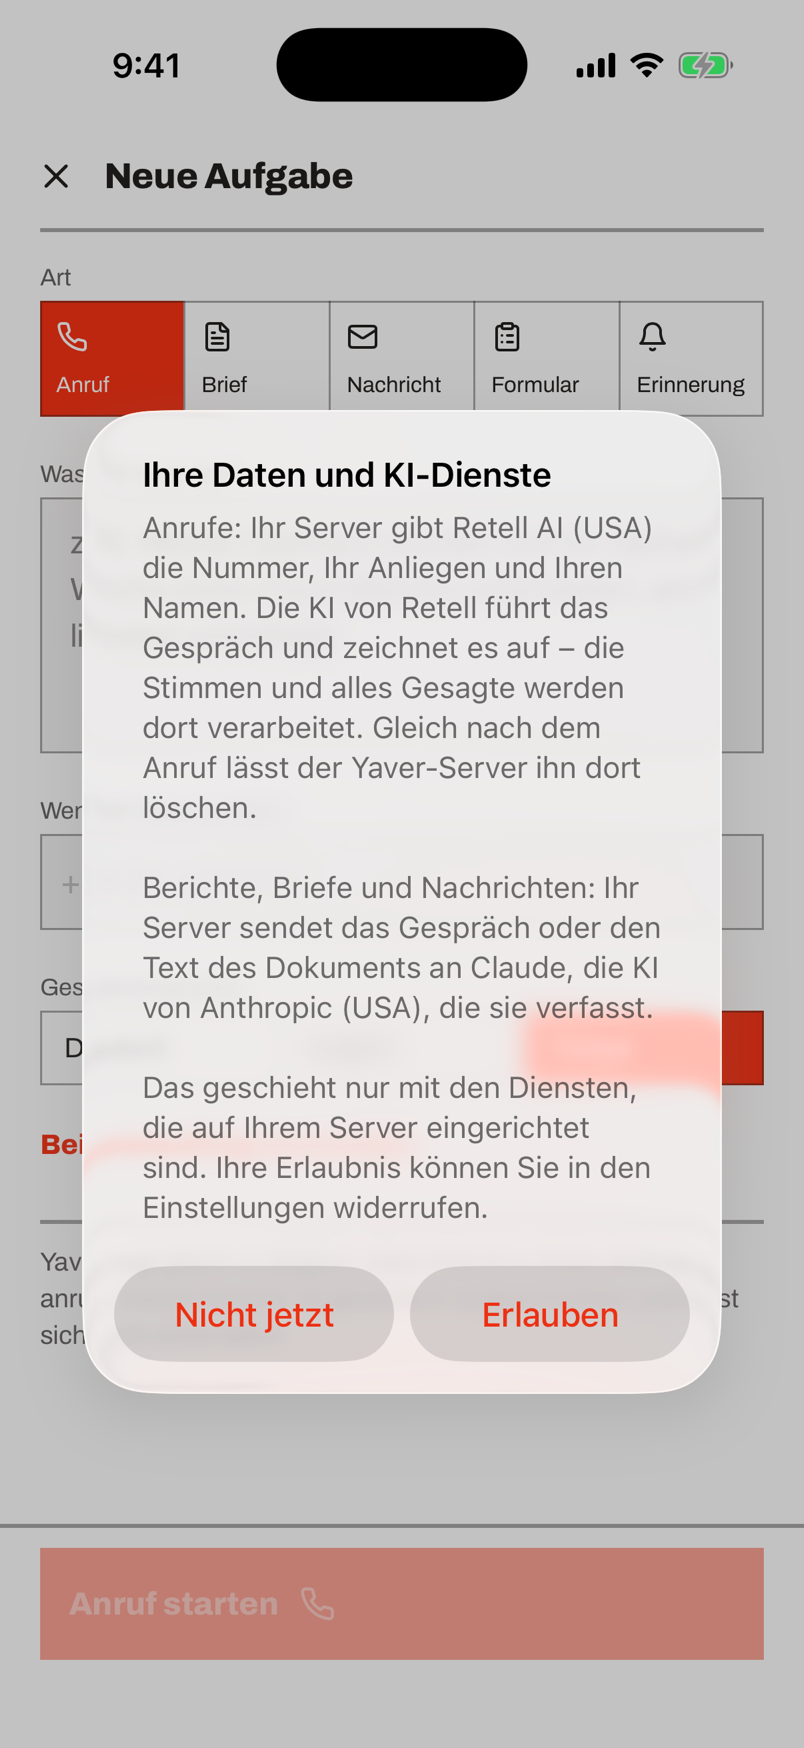 9:41
Neue Aufgabe
Art
Anruf
Brief
Nachricht
Formular
Erinnerung
Ihre Daten und KI-Dienste
Anrufe: Ihr Server gibt Retell AI (USA)
die Nummer, Ihr Anliegen und Ihren
Namen. Die KI von Retell führt das
Gespräch und zeichnet es auf – die
Stimmen und alles Gesagte werden
dort verarbeitet. Gleich nach dem
Anruf lässt der Yaver-Server ihn dort
löschen.
Berichte, Briefe und Nachrichten: Ihr
Server sendet das Gespräch oder den
Text des Dokuments an Claude, die KI
von Anthropic (USA), die sie verfasst.
Das geschieht nur mit den Diensten,
die auf Ihrem Server eingerichtet
sind. Ihre Erlaubnis können Sie in den
Einstellungen widerrufen.
Nicht jetzt
Erlauben
Anruf starten